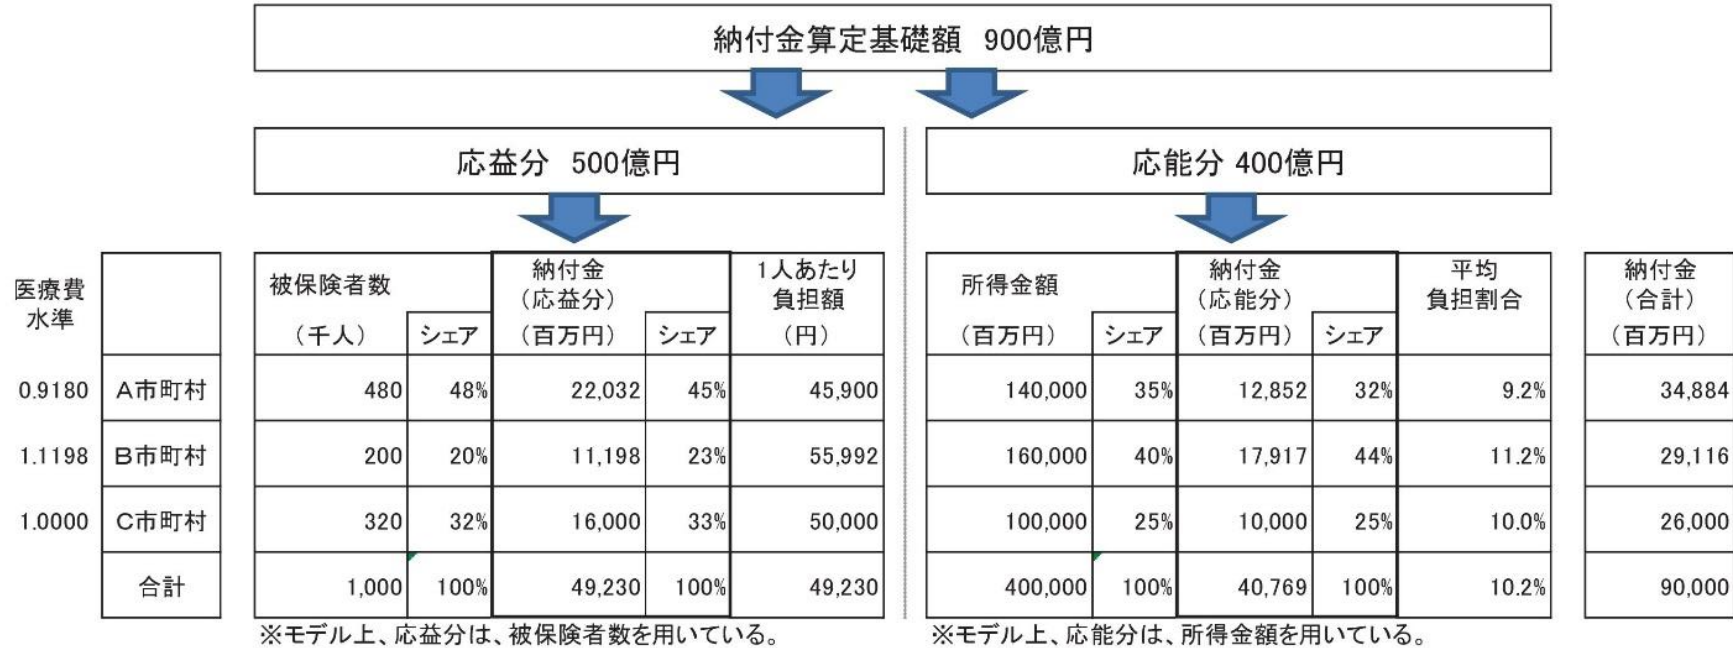 納付金算定基礎額 900億円
応益分 500億円
応能分 400億円
医療費
水準
被保険者数
(千人)
シェア
納付金
(応益分)
(百万円)
シェア
1人あたり
負担額
(円)
所得金額
(百万円)
シェア
納付金
(応能分)
(百万円)
シェア
平均
負担割合
納付金
(合計)
(百万円)
0.9180 A市町村 480 48% 22,032 45% 45,900 140,000 35% 12,852 32% 9.2% 34,884
1.1198 B市町村 200 20% 11,198 23% 55,992 160,000 40% 17,917 44% 11.2% 29,116
1.0000 C市町村 320 32% 16,000 33% 50,000 100,000 25% 10,000 25% 10.0% 26,000
合計 1,000 100% 49,230 100% 49,230 400,000 100% 40,769 100% 10.2% 90,000
※モデル上、応益分は、被保険者数を用いている。
※モデル上、応能分は、所得金額を用いている。